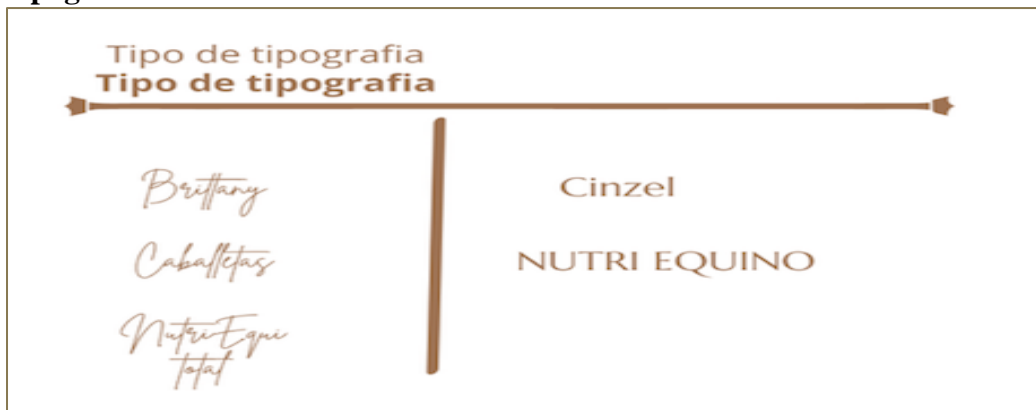 Tipo de tipografia
Tipo de tipografia
Brittany
Caballetas
NutriEqui
total
Cinzel
NUTRI EQUINO